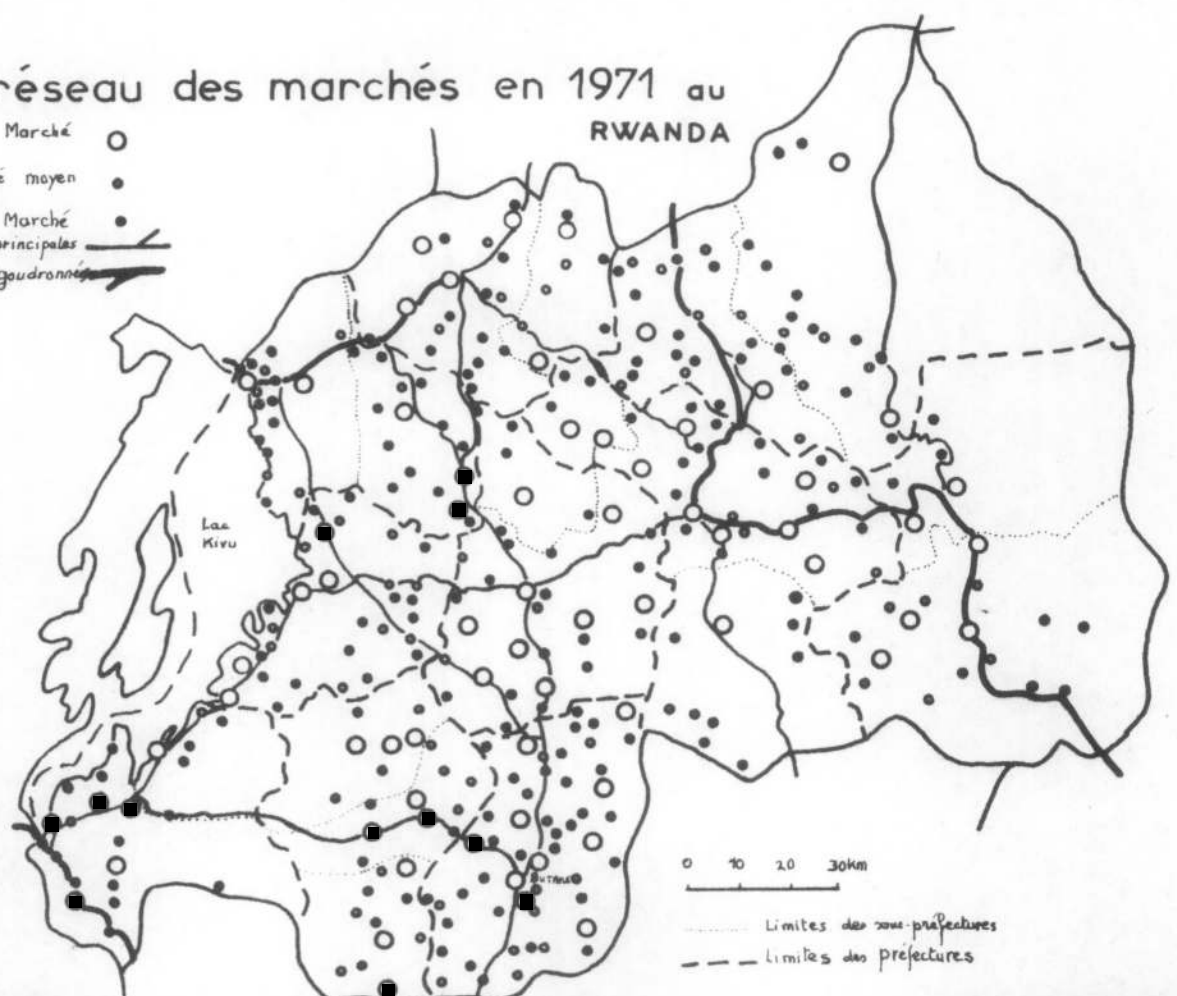 réseau des marchés en 1971 au
RWANDA
Marché
é moyen
Marché
principales
goudronnées
Lac
Kivu
BUTARE
0 10 20 30km
Limites des sous-préfectures
Limites des préfectures